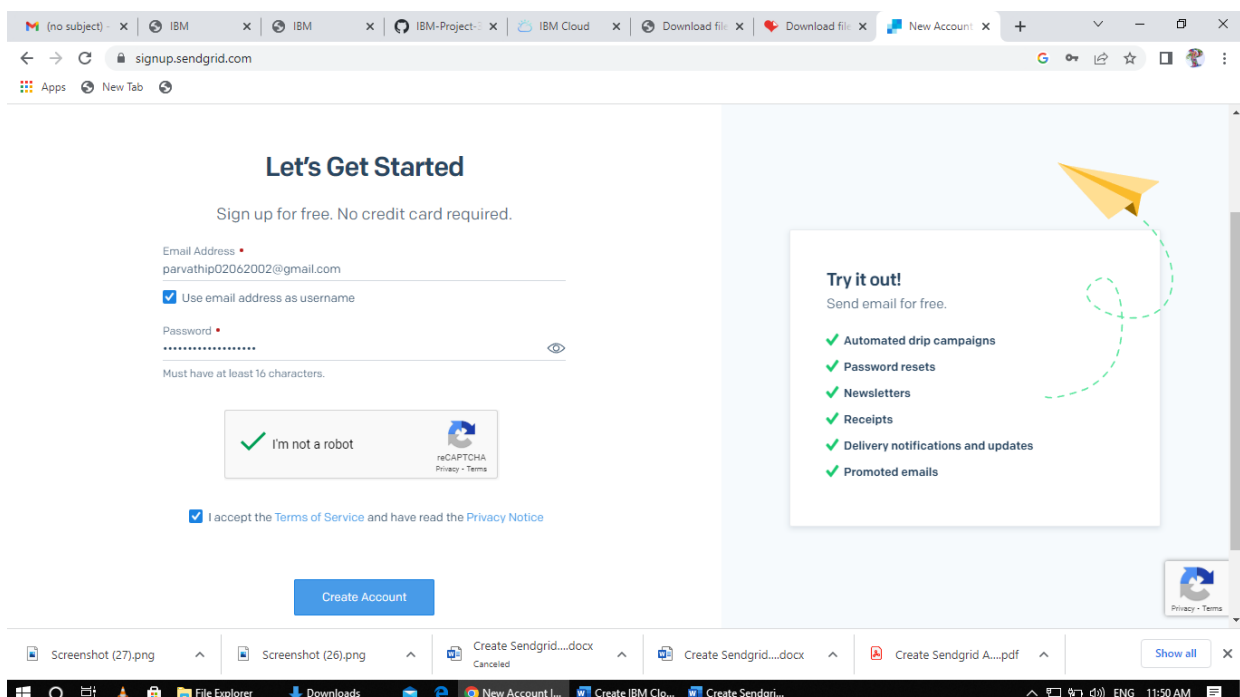 (no subject) -
IBM
IBM
IBM-Project-3
IBM Cloud
Download file
Download file
New Account
signup.sendgrid.com
Apps
New Tab
Let's Get Started
Sign up for free. No credit card required.
Email Address •
parvathip02062002@gmail.com
Use email address as username
Password •
•••••••••••••••••••
Must have at least 16 characters.
I'm not a robot
reCAPTCHA
Privacy - Terms
I accept the Terms of Service and have read the Privacy Notice
Create Account
Try it out!
Send email for free.
Automated drip campaigns
Password resets
Newsletters
Receipts
Delivery notifications and updates
Promoted emails
Privacy - Terms
Screenshot (27).png
Screenshot (26).png
Create Sendgrid....docx
Canceled
Create Sendgrid....docx
Create Sendgrid A....pdf
Show all
File Explorer
Downloads
New Account I...
Create IBM Clo...
Create Sendgri...
ENG
11:50 AM